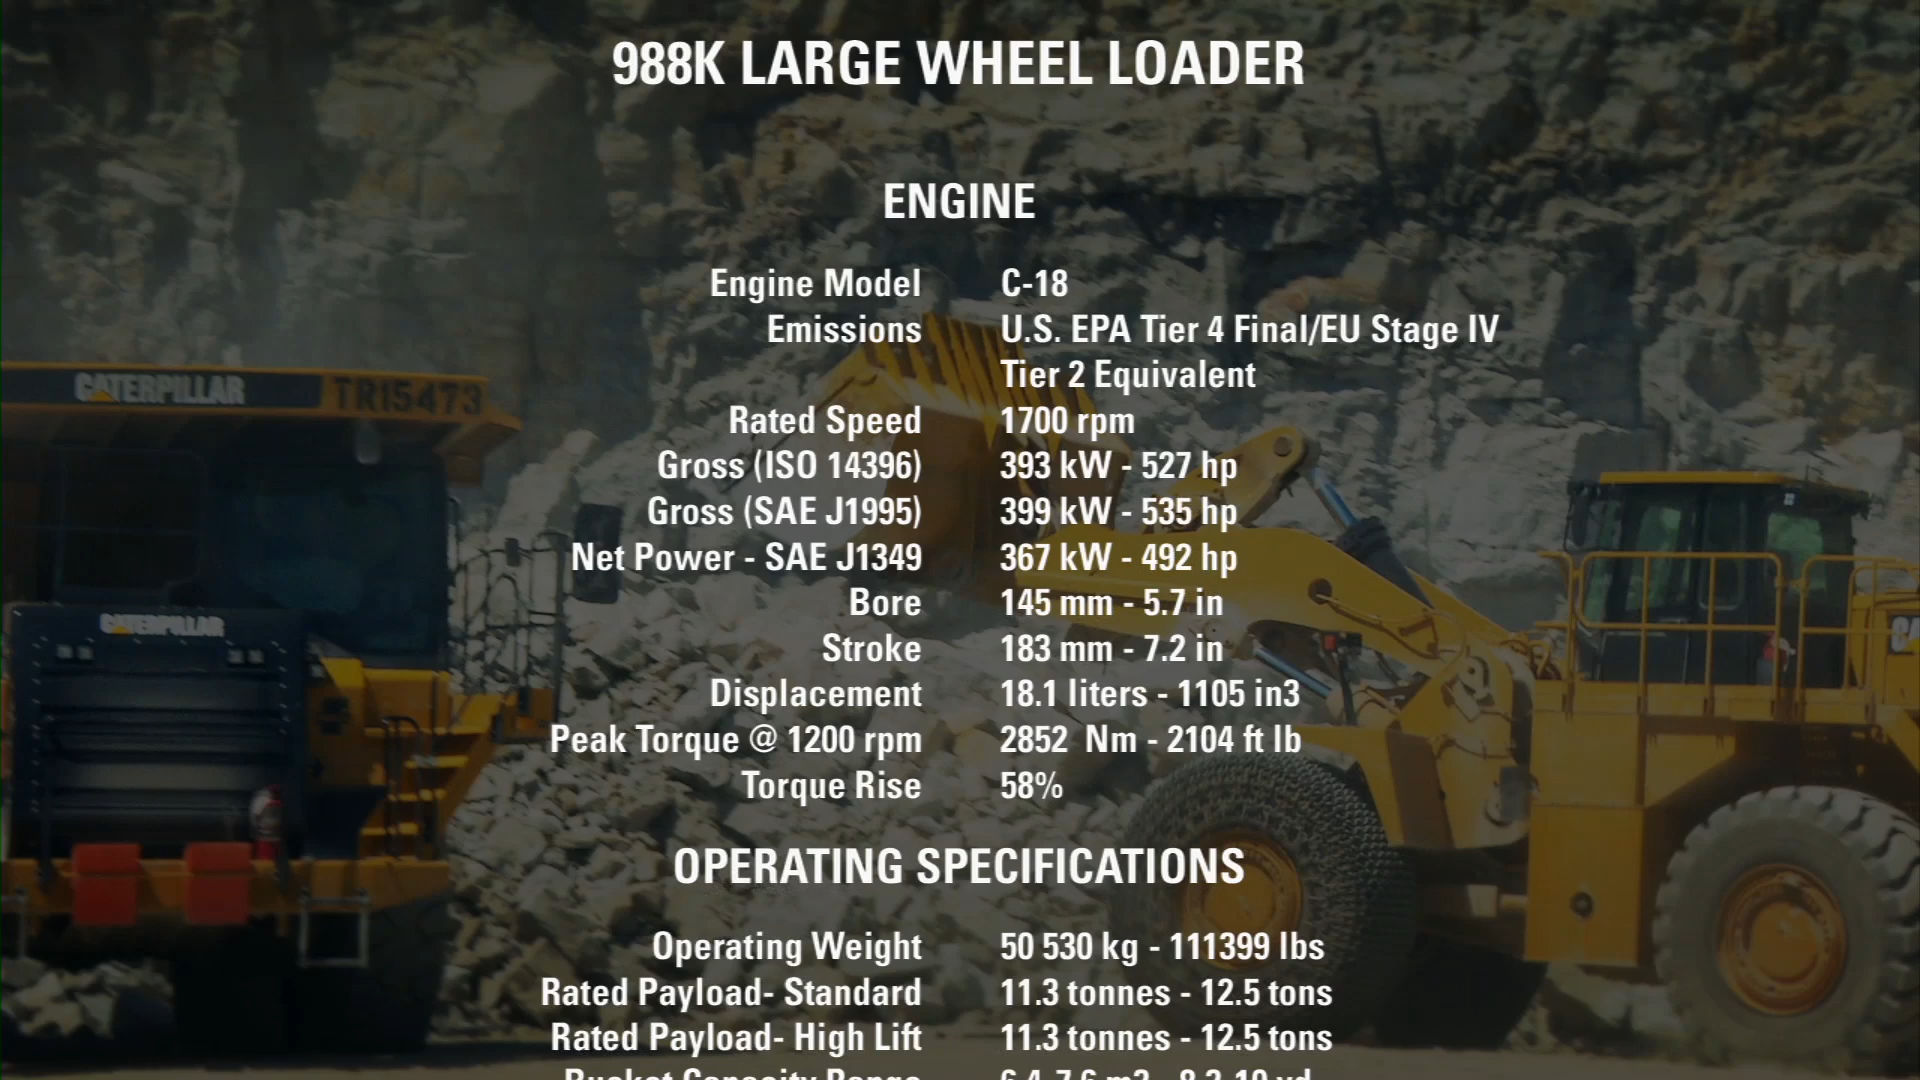 988K LARGE WHEEL LOADER
ENGINE
Engine Model C-18
Emissions U.S. EPA Tier 4 Final/EU Stage IV
Tier 2 Equivalent
Rated Speed 1700 rpm
Gross (ISO 14396) 393 kW - 527 hp
Gross (SAE J1995) 399 kW - 535 hp
Net Power - SAE J1349 367 kW - 492 hp
Bore 145 mm - 5.7 in
Stroke 183 mm - 7.2 in
Displacement 18.1 liters - 1105 in3
Peak Torque @ 1200 rpm 2852 Nm - 2104 ft lb
Torque Rise 58%
OPERATING SPECIFICATIONS
Operating Weight 50 530 kg - 111399 lbs
Rated Payload- Standard 11.3 tonnes - 12.5 tons
Rated Payload- High Lift 11.3 tonnes - 12.5 tons
Bucket Capacity Range
CATERPILLAR TRI5473
CATERPILLAR